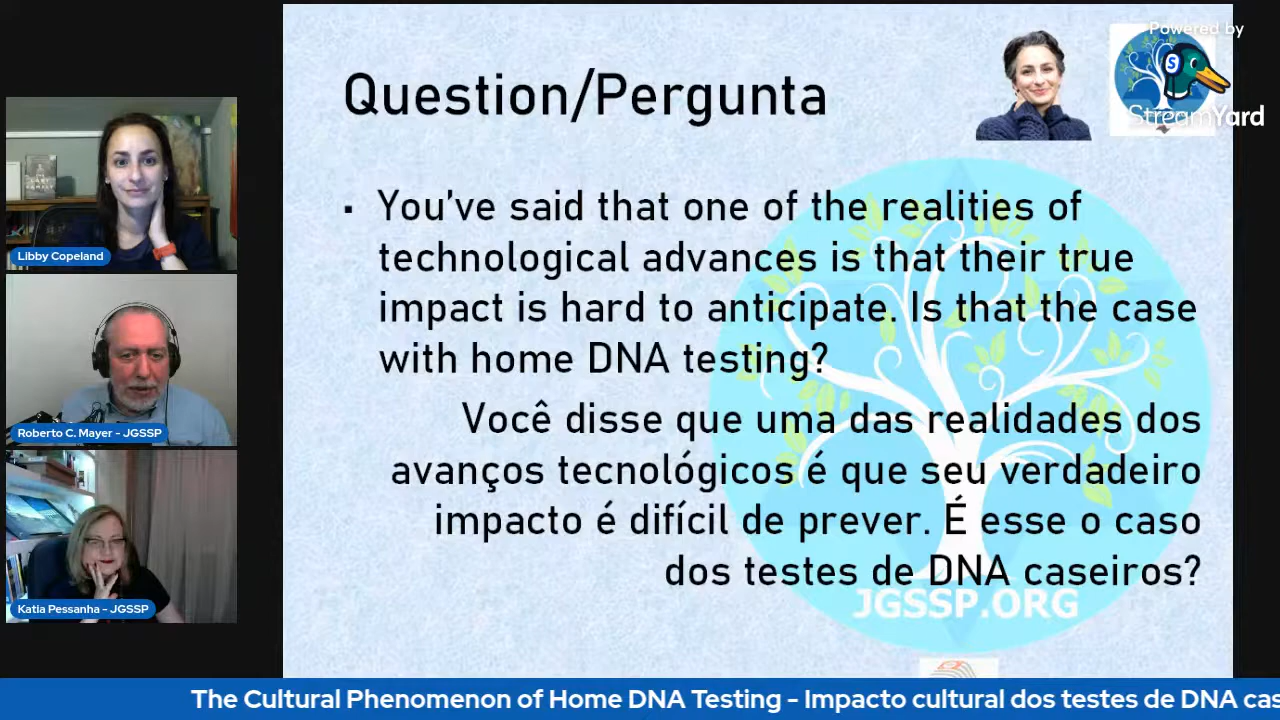 Question/Pergunta
Powered by
S
StreamYard
▪ You've said that one of the realities of
technological advances is that their true
impact is hard to anticipate. Is that the case
with home DNA testing?
Você disse que uma das realidades dos
avanços tecnológicos é que seu verdadeiro
impacto é difícil de prever. É esse o caso
dos testes de DNA caseiros?
JGSSP.ORG
Libby Copeland
Roberto C. Mayer - JGSSP
Katia Pessanha - JGSSP
The Cultural Phenomenon of Home DNA Testing - Impacto cultural dos testes de DNA cas